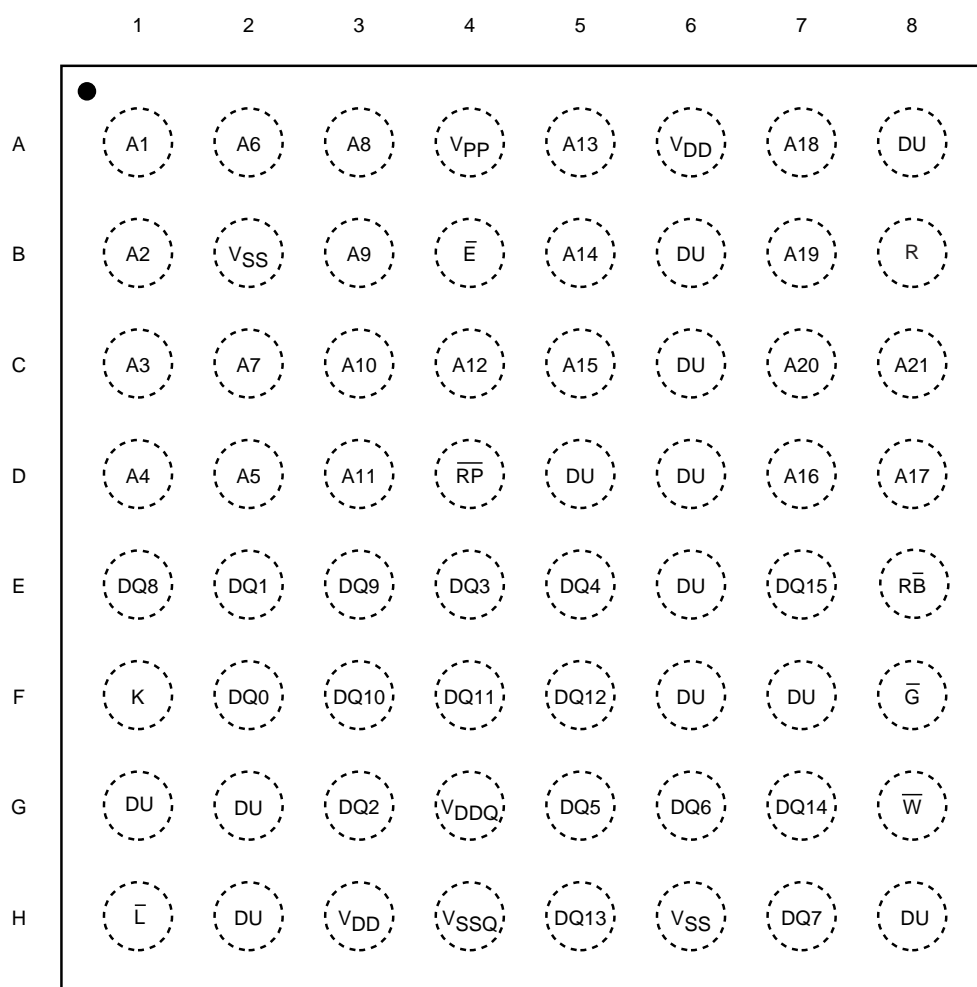 1 2 3 4 5 6 7 8
A A1 A6 A8 VPP A13 VDD A18 DU
B A2 VSS A9 E̅ A14 DU A19 R
C A3 A7 A10 A12 A15 DU A20 A21
D A4 A5 A11 R̅P̅ DU DU A16 A17
E DQ8 DQ1 DQ9 DQ3 DQ4 DU DQ15 RB̅
F K DQ0 DQ10 DQ11 DQ12 DU DU G̅
G DU DU DQ2 VDDQ DQ5 DQ6 DQ14 W̅
H L̅ DU VDD VSSQ DQ13 VSS DQ7 DU